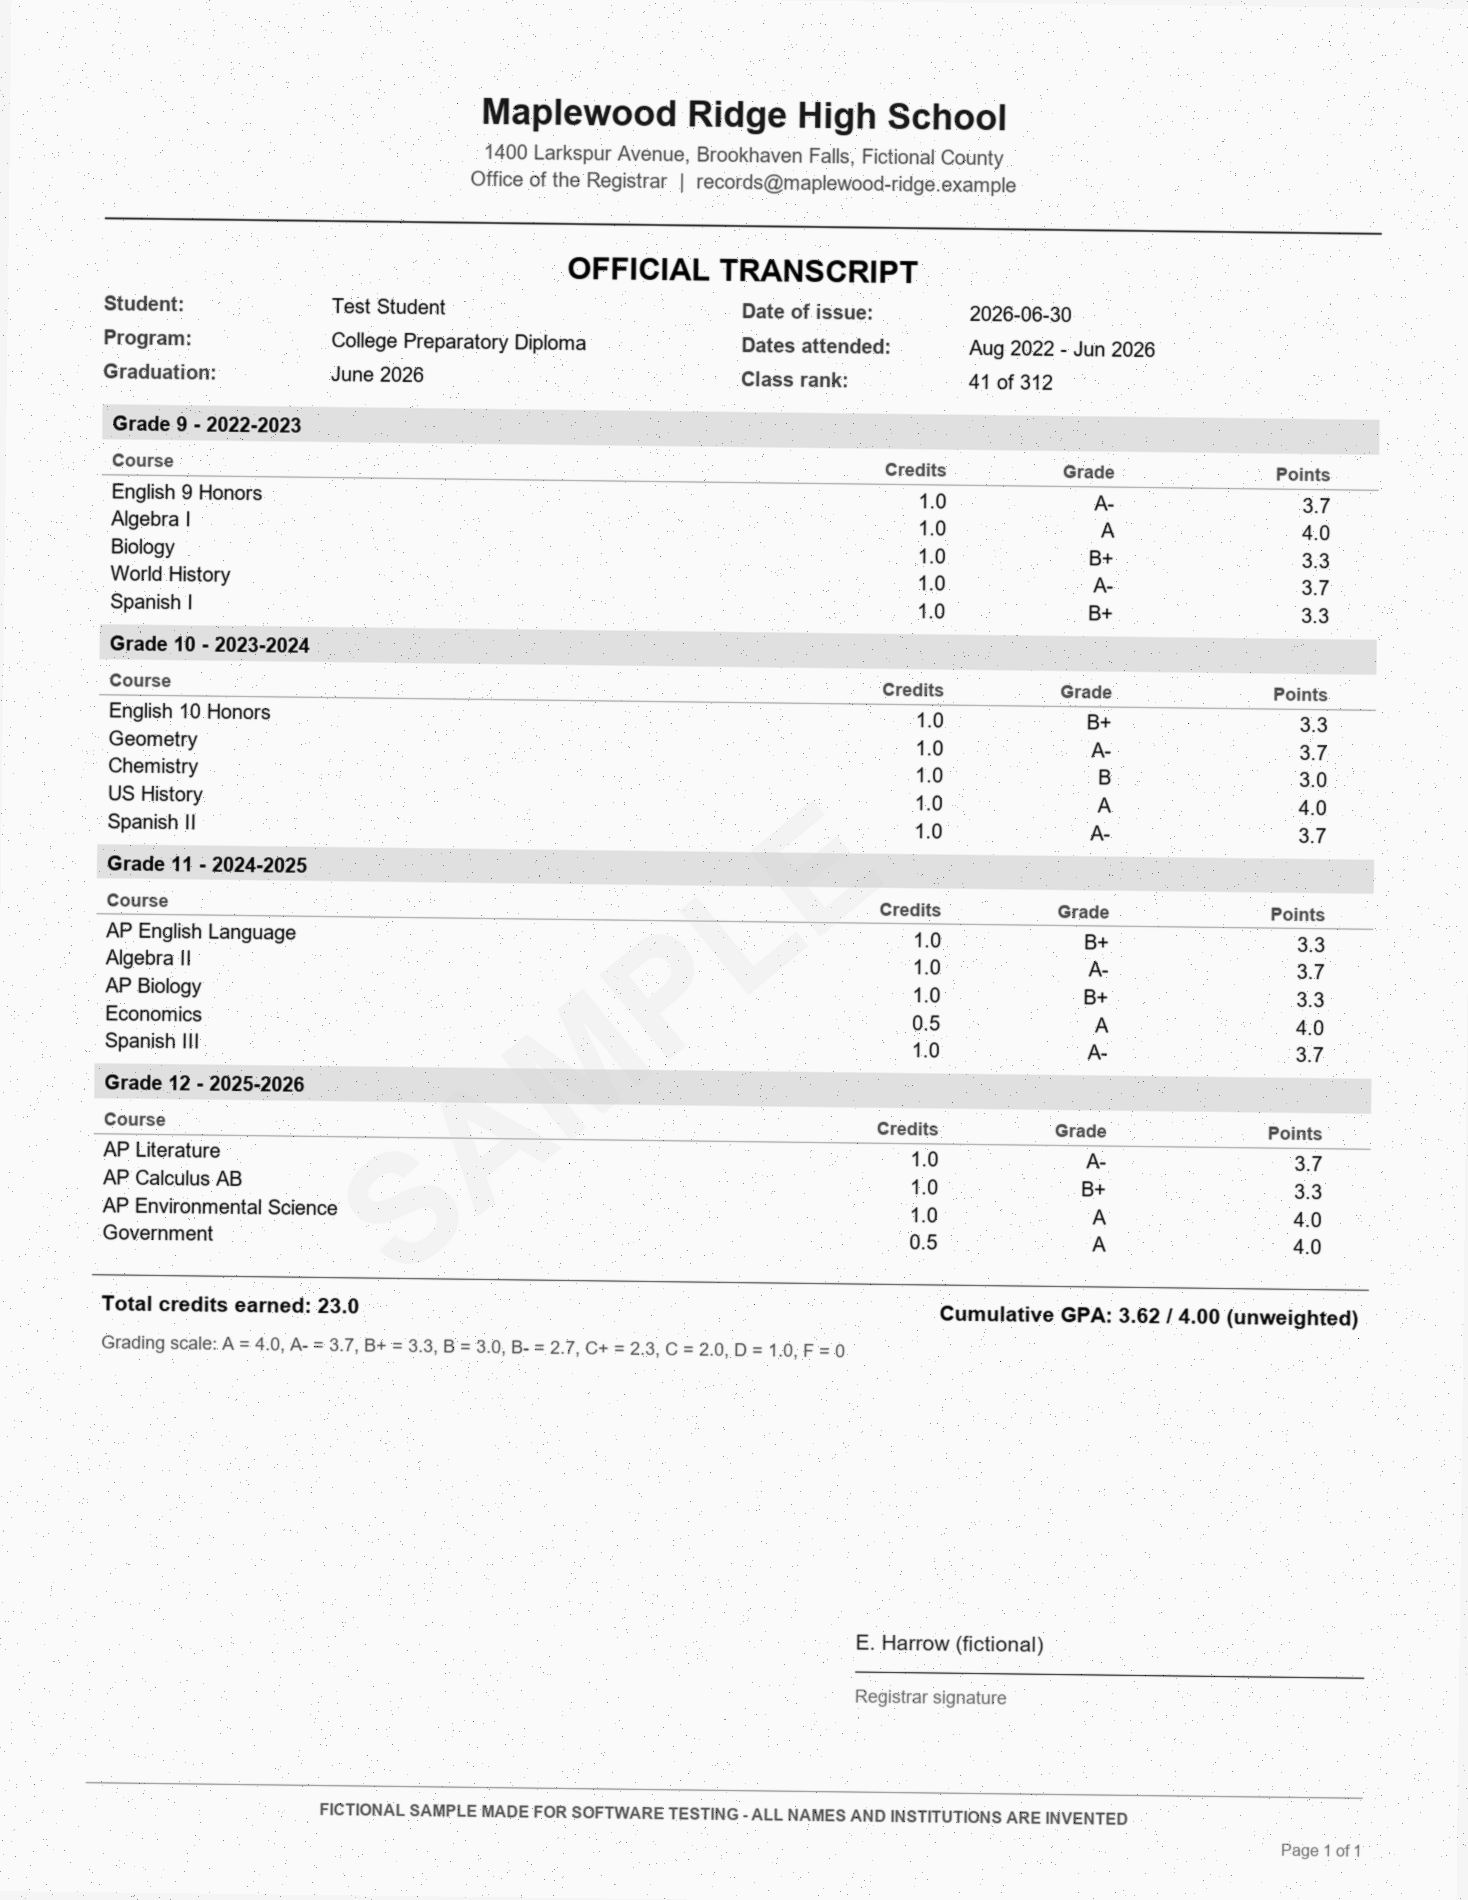 Maplewood Ridge High School
1400 Larkspur Avenue, Brookhaven Falls, Fictional County
Office of the Registrar | records@maplewood-ridge.example
OFFICIAL TRANSCRIPT
Student: Test Student Date of issue: 2026-06-30
Program: College Preparatory Diploma Dates attended: Aug 2022 - Jun 2026
Graduation: June 2026 Class rank: 41 of 312
Grade 9 - 2022-2023
Course Credits Grade Points
English 9 Honors 1.0 A- 3.7
Algebra I 1.0 A 4.0
Biology 1.0 B+ 3.3
World History 1.0 A- 3.7
Spanish I 1.0 B+ 3.3
Grade 10 - 2023-2024
Course Credits Grade Points
English 10 Honors 1.0 B+ 3.3
Geometry 1.0 A- 3.7
Chemistry 1.0 B 3.0
US History 1.0 A 4.0
Spanish II 1.0 A- 3.7
Grade 11 - 2024-2025
Course Credits Grade Points
AP English Language 1.0 B+ 3.3
Algebra II 1.0 A- 3.7
AP Biology 1.0 B+ 3.3
Economics 0.5 A 4.0
Spanish III 1.0 A- 3.7
Grade 12 - 2025-2026
Course Credits Grade Points
AP Literature 1.0 A- 3.7
AP Calculus AB 1.0 B+ 3.3
AP Environmental Science 1.0 A 4.0
Government 0.5 A 4.0
SAMPLE
Total credits earned: 23.0 Cumulative GPA: 3.62 / 4.00 (unweighted)
Grading scale: A = 4.0, A- = 3.7, B+ = 3.3, B = 3.0, B- = 2.7, C+ = 2.3, C = 2.0, D = 1.0, F = 0
E. Harrow (fictional)
Registrar signature
FICTIONAL SAMPLE MADE FOR SOFTWARE TESTING - ALL NAMES AND INSTITUTIONS ARE INVENTED
Page 1 of 1